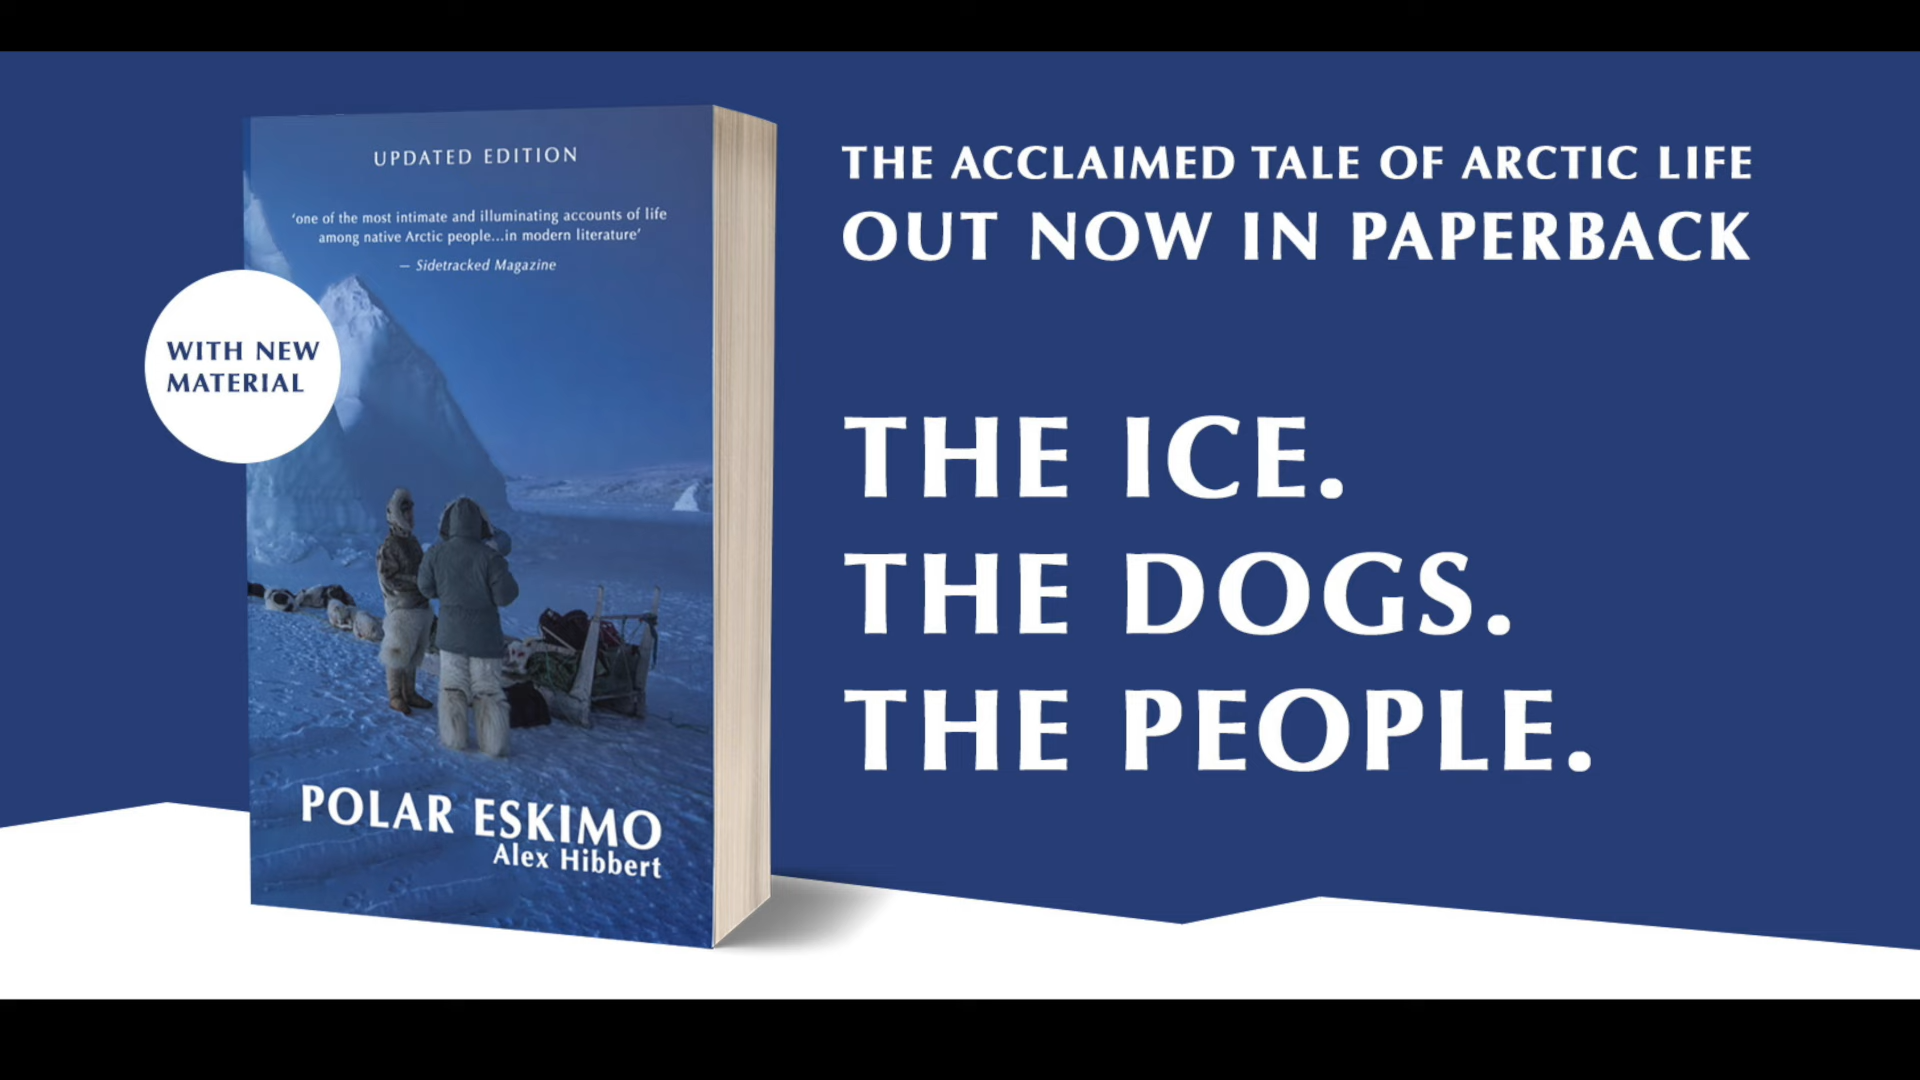 UPDATED EDITION
‘one of the most intimate and illuminating accounts of life
among native Arctic people...in modern literature’
– Sidetracked Magazine
WITH NEW
MATERIAL
POLAR ESKIMO
Alex Hibbert
THE ACCLAIMED TALE OF ARCTIC LIFE
OUT NOW IN PAPERBACK
THE ICE.
THE DOGS.
THE PEOPLE.